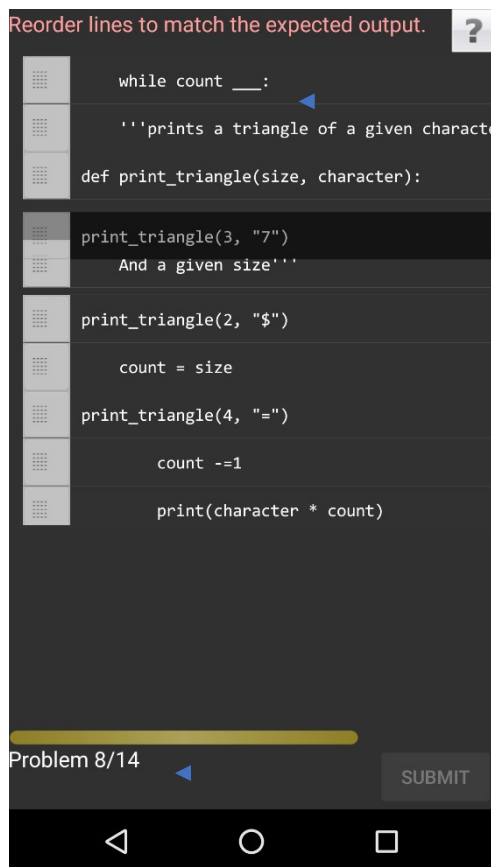 Reorder lines to match the expected output.
?
while count ___:
'''prints a triangle of a given characte
def print_triangle(size, character):
print_triangle(3, "7")
And a given size'''
print_triangle(2, "$")
count = size
print_triangle(4, "=")
count -=1
print(character * count)
Problem 8/14
SUBMIT